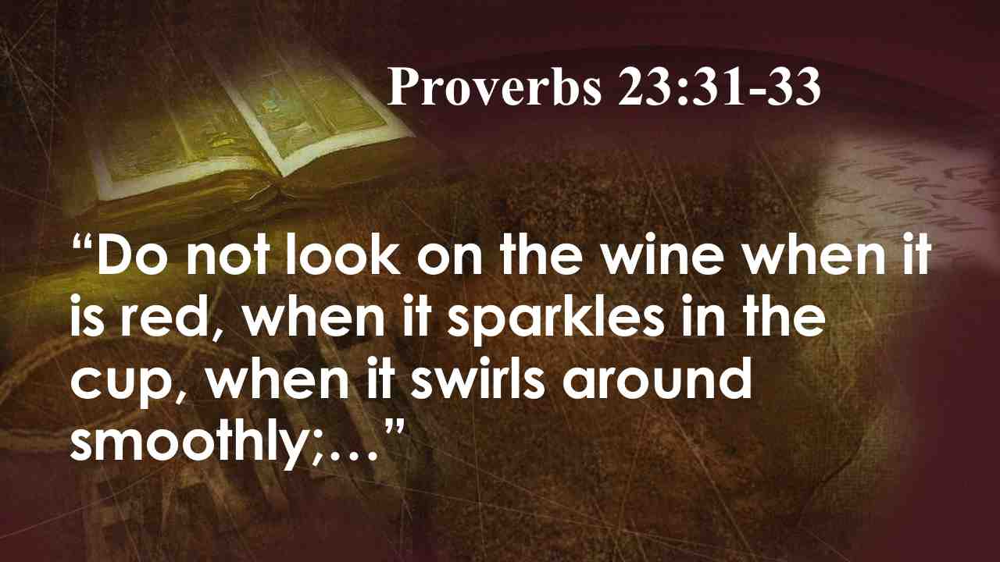 Proverbs 23:31-33
“Do not look on the wine when it
is red, when it sparkles in the
cup, when it swirls around
smoothly;…”